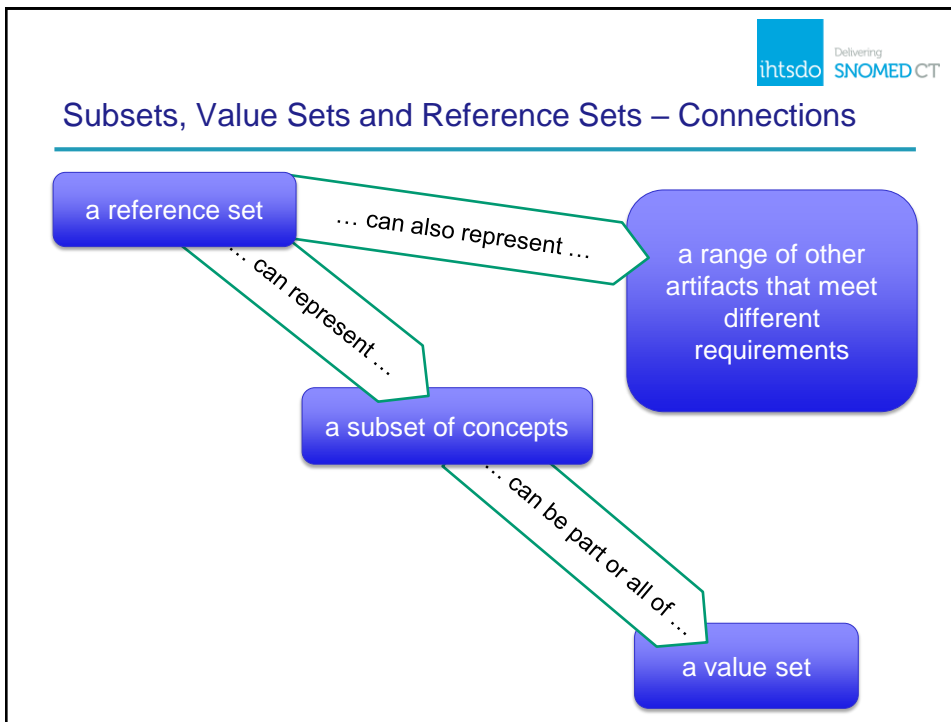 ihtsdo
Delivering
SNOMED CT
Subsets, Value Sets and Reference Sets – Connections
a reference set
… can also represent …
a range of other
artifacts that meet
different
requirements
… can represent …
a subset of concepts
… can be part or all of …
a value set